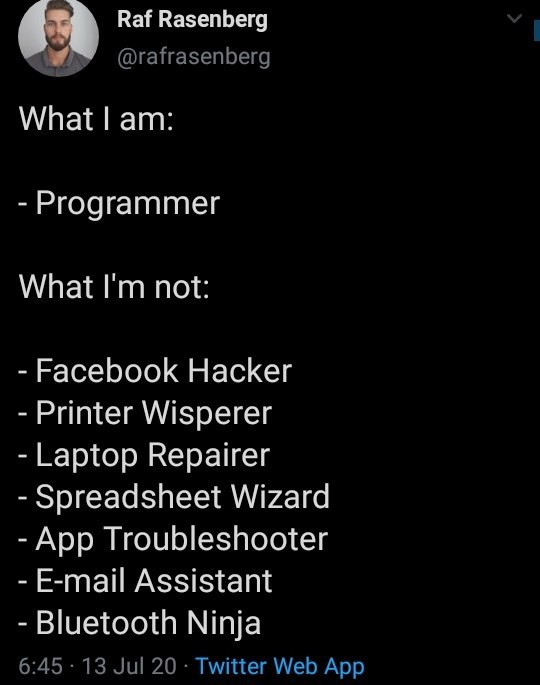 Raf Rasenberg
@rafrasenberg
What I am:
- Programmer
What I'm not:
- Facebook Hacker
- Printer Wisperer
- Laptop Repairer
- Spreadsheet Wizard
- App Troubleshooter
- E-mail Assistant
- Bluetooth Ninja
6:45 · 13 Jul 20 · Twitter Web App